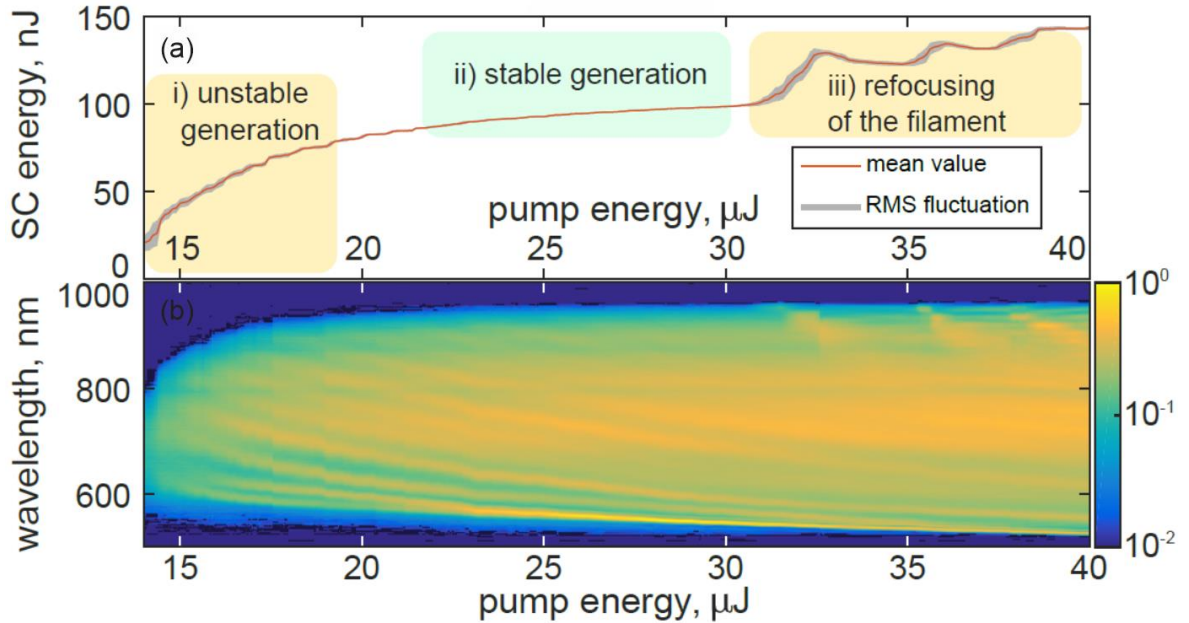 150
(a)
i) unstable
generation
ii) stable generation
iii) refocusing
of the filament
100
50
0
SC energy, nJ
mean value
RMS fluctuation
pump energy, μJ
15
20
25
30
35
40
1000
(b)
800
600
wavelength, nm
10⁰
10⁻¹
10⁻²
15
20
25
30
35
40
pump energy, μJ